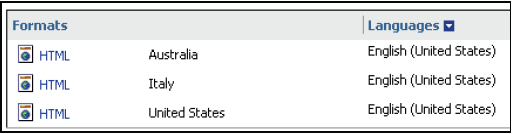 Formats Languages
HTML Australia English (United States)
HTML Italy English (United States)
HTML United States English (United States)